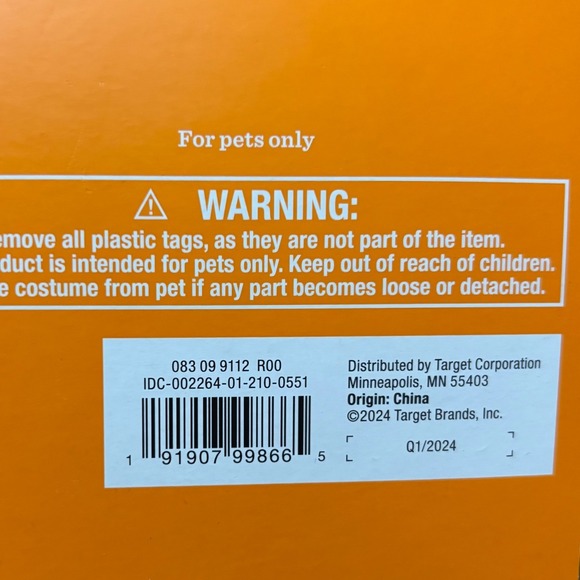 For pets only
WARNING:
emove all plastic tags, as they are not part of the item.
duct is intended for pets only. Keep out of reach of children.
e costume from pet if any part becomes loose or detached.
083 09 9112 R00
IDC-002264-01-210-0551
1 91907 99866 5
Distributed by Target Corporation
Minneapolis, MN 55403
Origin: China
©2024 Target Brands, Inc.
Q1/2024